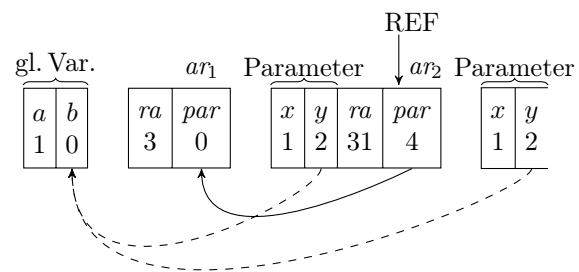 REF
gl. Var. ar₁ Parameter ar₂ Parameter
a b ra par x y ra par x y
1 0 3 0 1 2 31 4 1 2